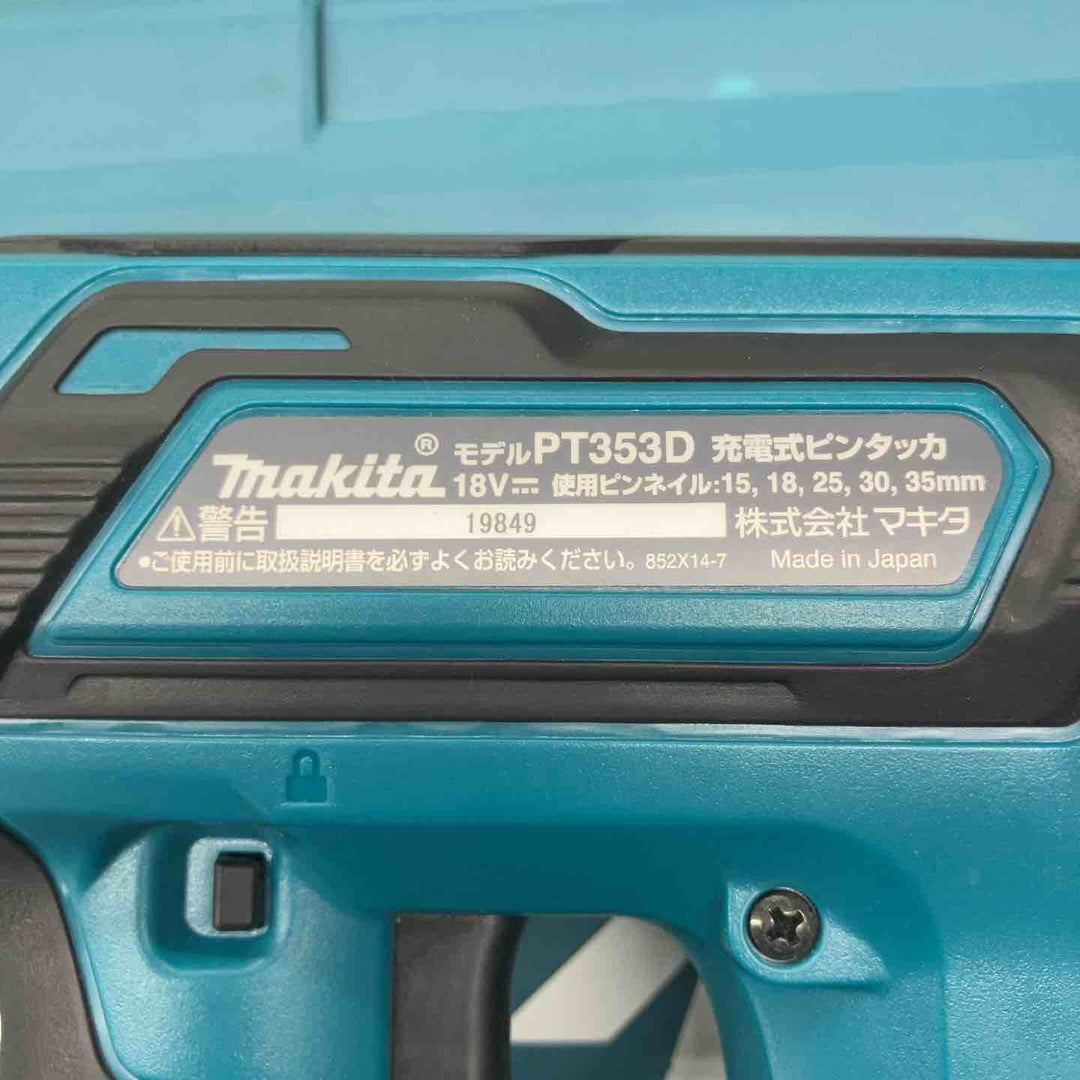 makita® モデルPT353D 充電式ピンタッカ
18V⎓ 使用ピンネイル:15, 18, 25, 30, 35mm
⚠警告 19849 株式会社 マキタ
●ご使用前に取扱説明書を必ずよくお読みください。 852X14-7 Made in Japan